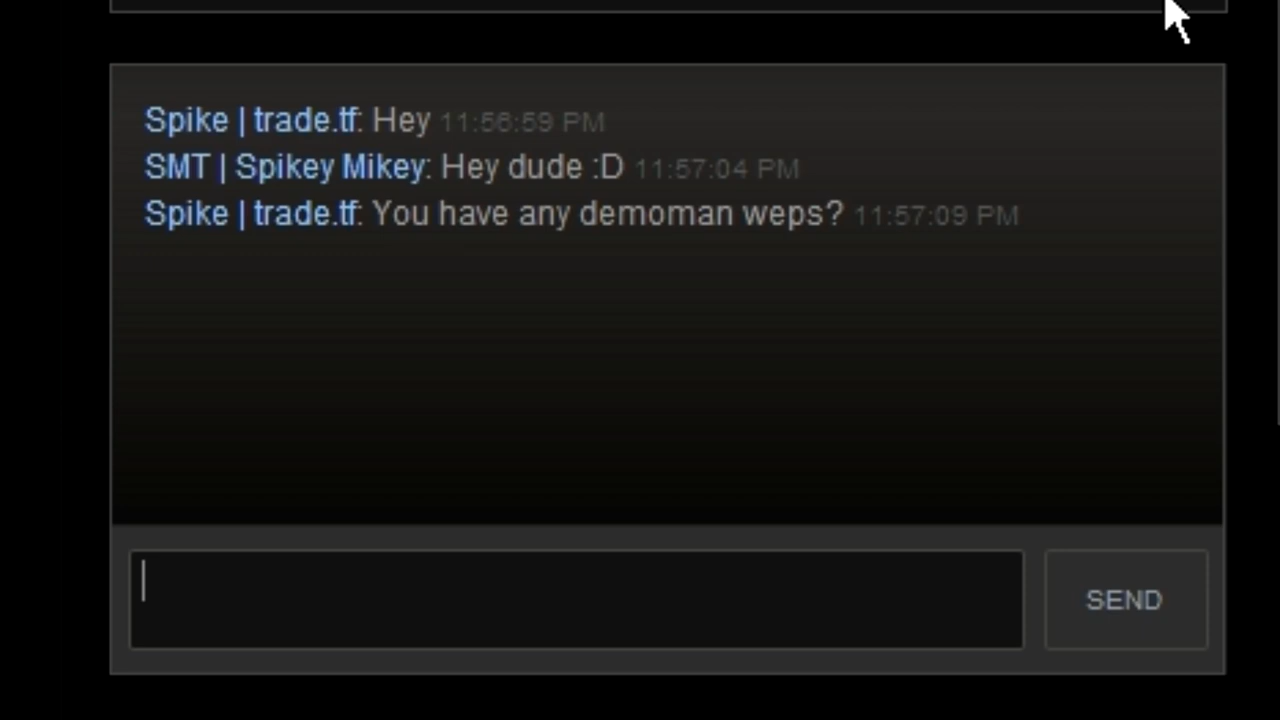 Spike | trade.tf: Hey 11:56:59 PM
SMT | Spikey Mikey: Hey dude :D 11:57:04 PM
Spike | trade.tf: You have any demoman weps? 11:57:09 PM
SEND